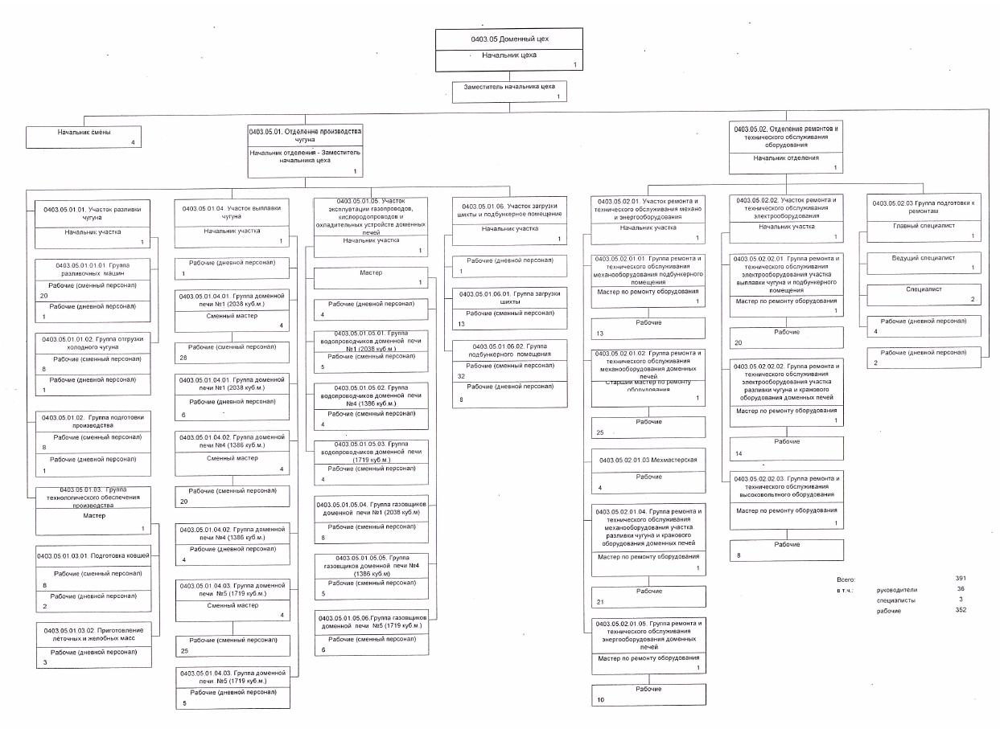 0403.05 Доменный цех
Начальник цеха
1
Заместитель начальника цеха
1
Начальник смены
4
0403.05.01. Отделение производства
чугуна
Начальник отделения - Заместитель
начальника цеха
1
0403.05.02. Отделение ремонтов и
технического обслуживания
оборудования
Начальник отделения
1
0403.05.01.01. Участок разливки
чугуна
Начальник участка
1
0403.05.01.01.01. Группа
разливочных машин
Рабочие (сменный персонал)
20
Рабочие (дневной персонал)
1
0403.05.01.01.02. Группа отгрузки
холодного чугуна
Рабочие (сменный персонал)
8
Рабочие (дневной персонал)
1
0403.05.01.02. Группа подготовки
производства
Рабочие (сменный персонал)
8
Рабочие (дневной персонал)
1
0403.05.01.03. Группа
технологического обеспечения
производства
Мастер
1
0403.05.01.03.01. Подготовка ковшей
Рабочие (сменный персонал)
8
Рабочие (дневной персонал)
2
0403.05.01.03.02. Приготовление
лёточных и желобных масс
Рабочие (дневной персонал)
3
0403.05.01.04. Участок выплавки
чугуна
Начальник участка
1
Рабочие (дневной персонал)
1
0403.05.01.04.01. Группа доменной
печи №1 (2038 куб.м.)
Сменный мастер
4
Рабочие (сменный персонал)
28
0403.05.01.04.01. Группа доменной
печи №1 (2038 куб.м.)
Рабочие (дневной персонал)
6
0403.05.01.04.02. Группа доменной
печи №4 (1386 куб.м.)
Сменный мастер
4
Рабочие (сменный персонал)
20
0403.05.01.04.02. Группа доменной
печи №4 (1386 куб.м.)
Рабочие (дневной персонал)
4
0403.05.01.04.03. Группа доменной
печи №5 (1719 куб.м.)
Сменный мастер
4
Рабочие (сменный персонал)
25
0403.05.01.04.03. Группа доменной
печи №5 (1719 куб.м.)
Рабочие (дневной персонал)
5
0403.05.01.05. Участок
эксплуатации газопроводов,
кислородопроводов и
охладительных устройств доменных
печей
Начальник участка
1
Мастер
1
Рабочие (дневной персонал)
4
0403.05.01.05.01. Группа
водопроводчиков доменной печи
№1 (2038 куб.м.)
Рабочие (сменный персонал)
5
0403.05.01.05.02. Группа
водопроводчиков доменной печи
№4 (1386 куб.м.)
Рабочие (сменный персонал)
4
0403.05.01.05.03. Группа
водопроводчиков доменной печи
(1719 куб.м.)
Рабочие (сменный персонал)
4
0403.05.01.05.04. Группа газовщиков
доменной печи №1 (2038 куб.м)
Рабочие (сменный персонал)
8
0403.05.01.05.05. Группа
газовщиков доменной печи №4
(1386 куб.м)
Рабочие (сменный персонал)
5
0403.05.01.05.06.Группа газовщиков
доменной печи №5 (1719 куб.м.)
Рабочие (сменный персонал)
6
0403.05.01.06. Участок загрузки
шихты и подбункерное помещение
Начальник участка
1
Рабочие (дневной персонал)
1
0403.05.01.06.01. Группа загрузки
шихты
Рабочие (сменный персонал)
13
0403.05.01.06.02. Группа
подбункерного помещения
Рабочие (сменный персонал)
32
Рабочие (дневной персонал)
8
0403.05.02.01. Участок ремонта и
технического обслуживания механо
и энергооборудования
Начальник участка
1
0403.05.02.01.01. Группа ремонта и
технического обслуживания
механооборудования подбункерного
помещения
Мастер по ремонту оборудования
1
Рабочие
13
0403.05.02.01.02. Группа ремонта и
технического обслуживания
механооборудования доменных
печей
Старший мастер по ремонту
оборудования
1
Рабочие
25
0403.05.02.01.03 Мехмастерская
Рабочие
4
0403.05.02.01.04. Группа ремонта и
технического обслуживания
механооборудования участка
разливки чугуна и кранового
оборудования доменных печей
Мастер по ремонту оборудования
1
Рабочие
21
0403.05.02.01.05. Группа ремонта и
технического обслуживания
энергооборудования доменных
печей
Мастер по ремонту оборудования
1
Рабочие
10
0403.05.02.02. Участок ремонта и
технического обслуживания
электрооборудования
Начальник участка
1
0403.05.02.02.01. Группа ремонта и
технического обслуживания
электрооборудования участка
выплавки чугуна и подбункерного
помещения
Мастер по ремонту оборудования
1
Рабочие
20
0403.05.02.02.02. Группа ремонта и
технического обслуживания
электрооборудования участка
разливки чугуна и кранового
оборудования доменных печей
Мастер по ремонту оборудования
1
Рабочие
14
0403.05.02.02.03. Группа ремонта и
технического обслуживания
высоковольтного оборудования
Мастер по ремонту оборудования
1
Рабочие
8
0403.05.02.03 Группа подготовки к
ремонтам
Главный специалист
1
Ведущий специалист
1
Специалист
2
Рабочие (дневной персонал)
4
Рабочие (дневной персонал)
2
Всего: 391
в т.ч.: руководители 36
специалисты 3
рабочие 352